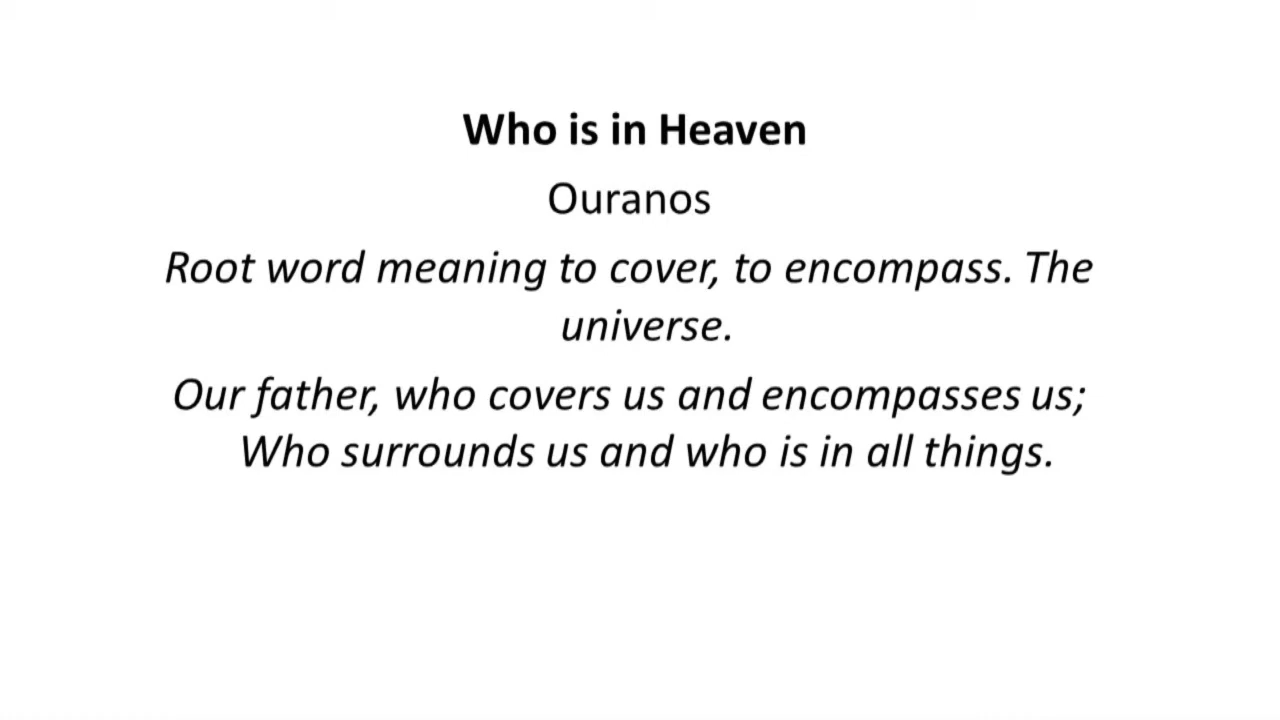 Who is in Heaven
Ouranos
Root word meaning to cover, to encompass. The
universe.
Our father, who covers us and encompasses us;
Who surrounds us and who is in all things.